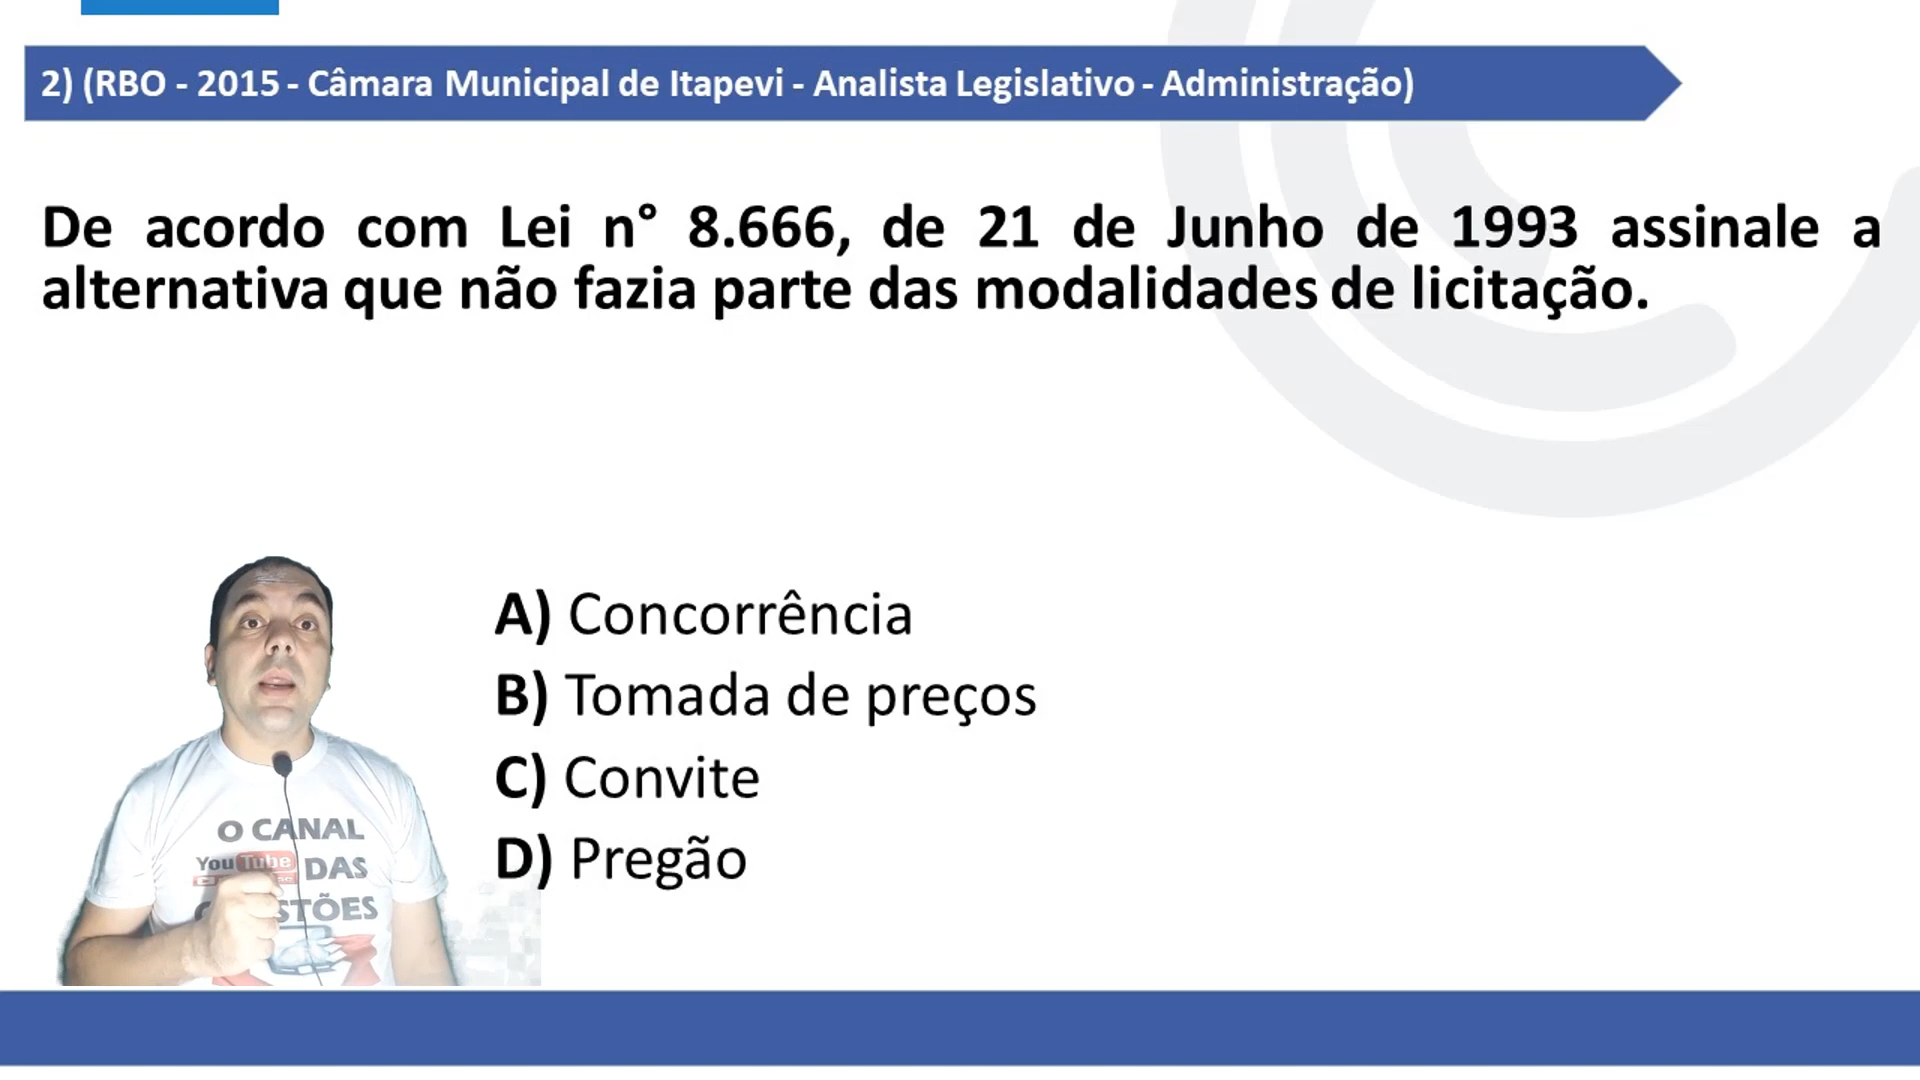 2) (RBO - 2015 - Câmara Municipal de Itapevi - Analista Legislativo - Administração)
De acordo com Lei n° 8.666, de 21 de Junho de 1993 assinale a
alternativa que não fazia parte das modalidades de licitação.
A) Concorrência
B) Tomada de preços
C) Convite
D) Pregão
O CANAL
YouTube DAS
STÕES